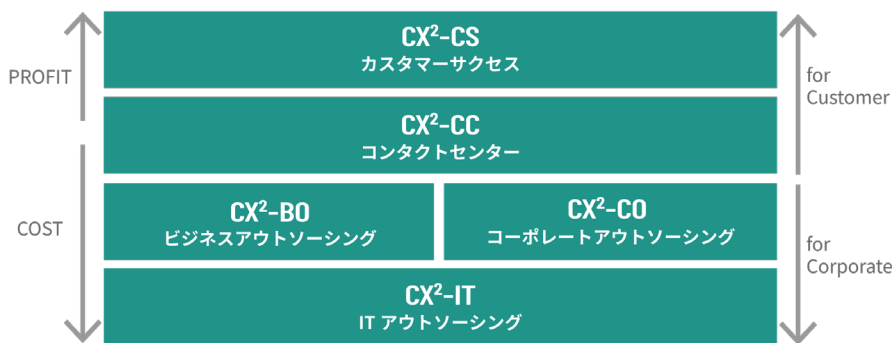 PROFIT
COST
CX²-CS
カスタマーサクセス
CX²-CC
コンタクトセンター
CX²-BO
ビジネスアウトソーシング
CX²-CO
コーポレートアウトソーシング
CX²-IT
IT アウトソーシング
for
Customer
for
Corporate